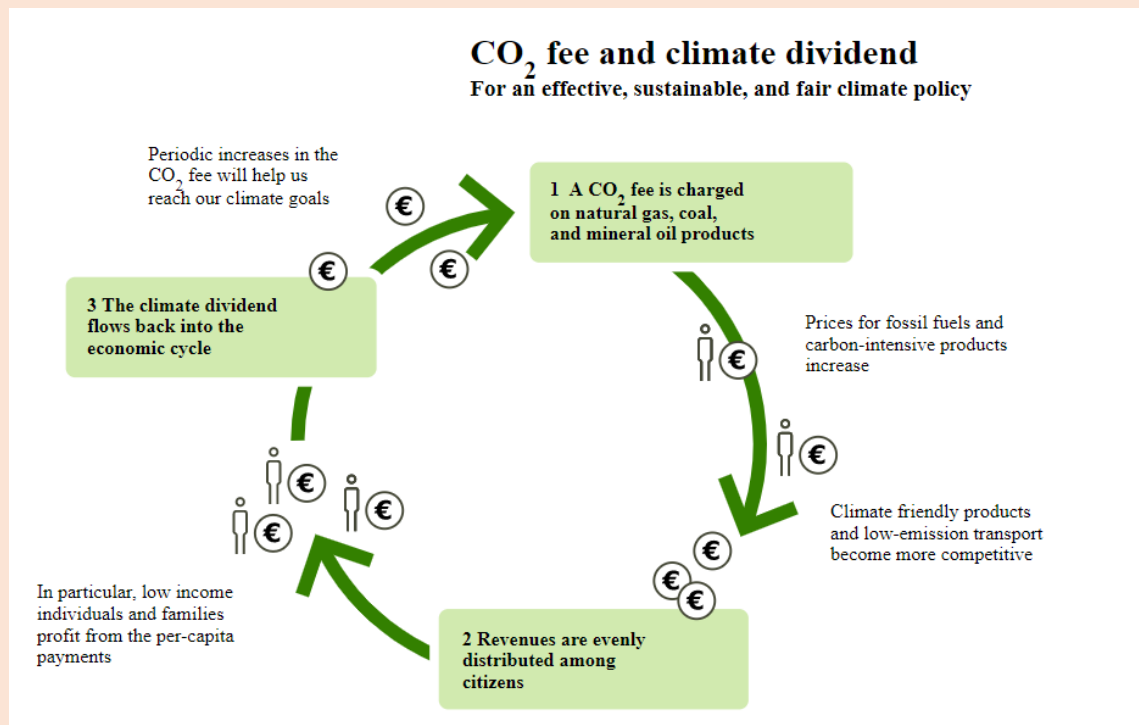 CO₂ fee and climate dividend
For an effective, sustainable, and fair climate policy
Periodic increases in the
CO₂ fee will help us
reach our climate goals
€
€
€
1 A CO₂ fee is charged
on natural gas, coal,
and mineral oil products
3 The climate dividend
flows back into the
economic cycle
Prices for fossil fuels and
carbon-intensive products
increase
€
€
Climate friendly products
and low-emission transport
become more competitive
€
€
€
€
€
€
In particular, low income
individuals and families
profit from the per-capita
payments
2 Revenues are evenly
distributed among
citizens